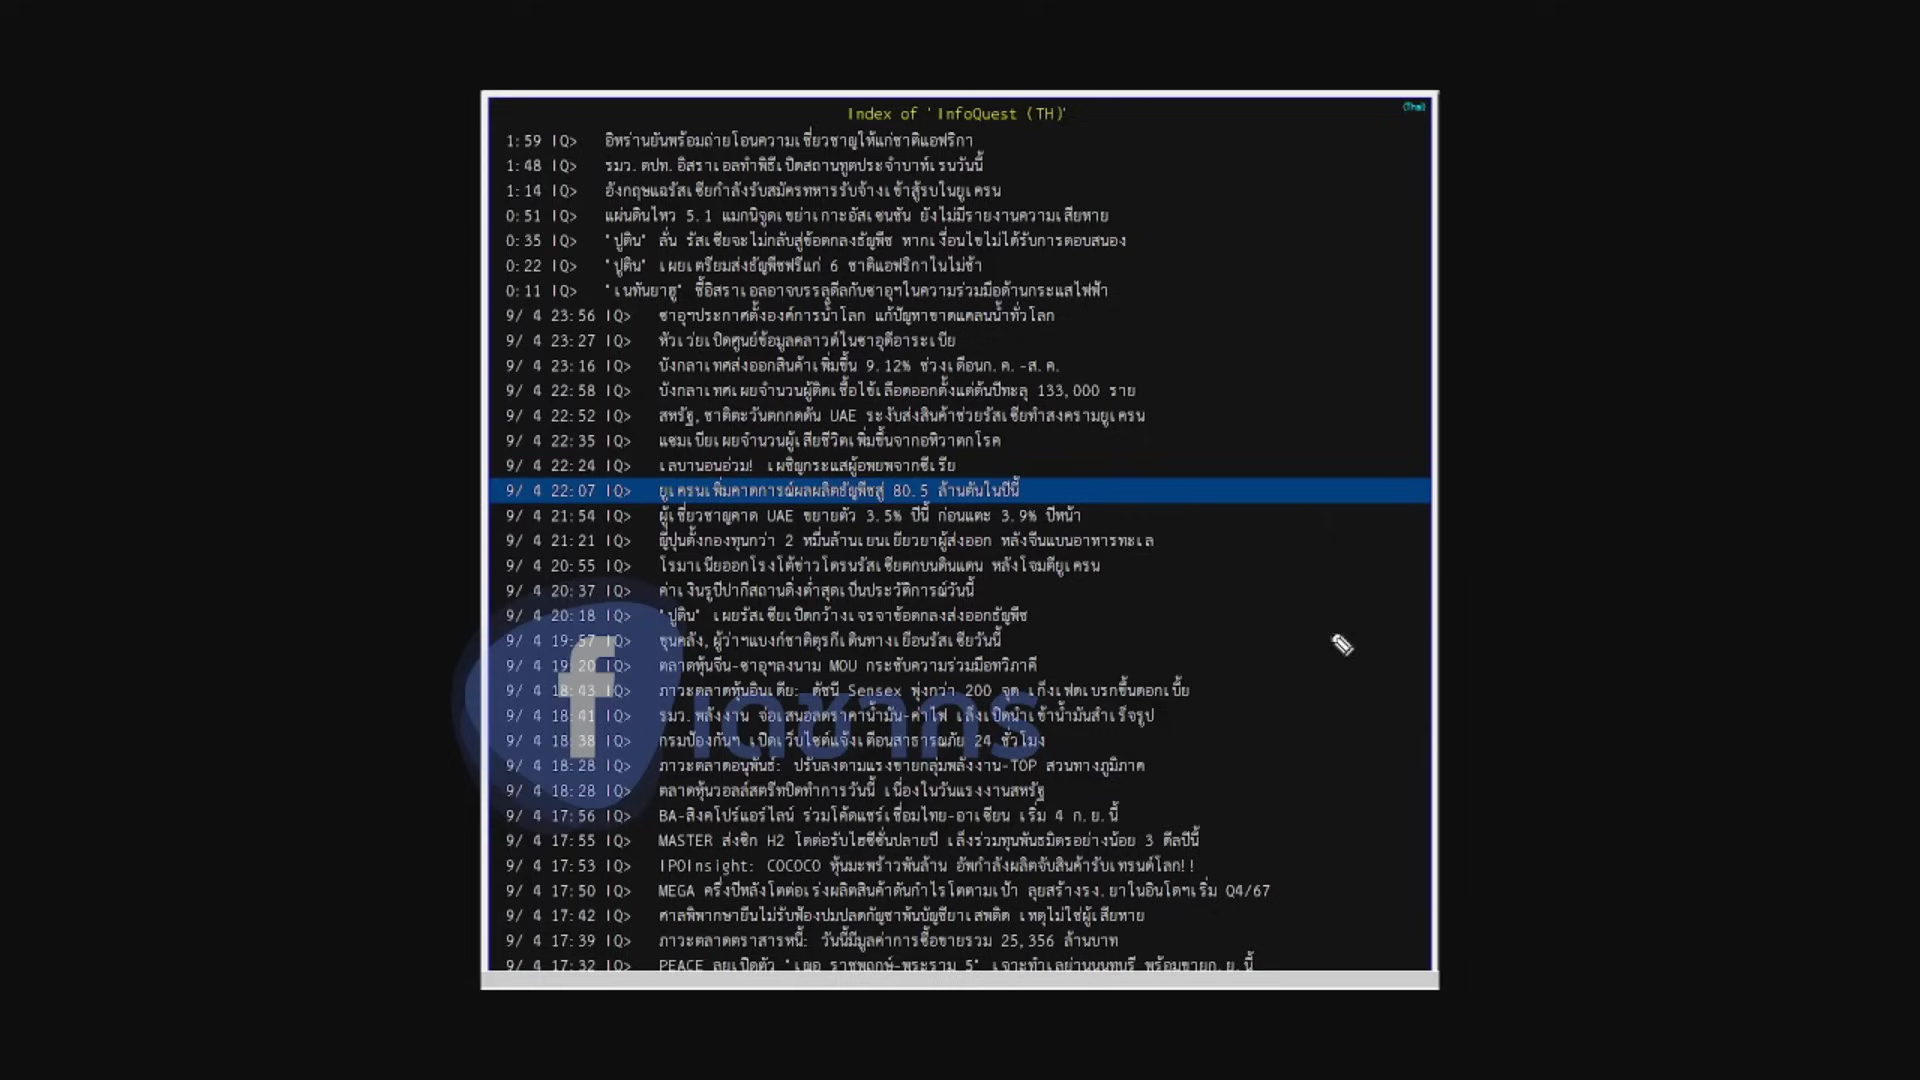 Index of 'InfoQuest (TH)'
(Thai)
1:59 IQ> อิหร่านยันพร้อมถ่ายโอนความเชี่ยวชาญให้แก่ชาติแอฟริกา
1:48 IQ> รมว.ตปท.อิสราเอลทำพิธีเปิดสถานทูตประจำบาห์เรนวันนี้
1:14 IQ> อังกฤษแฉรัสเซียกำลังรับสมัครทหารรับจ้างเข้าสู้รบในยูเครน
0:51 IQ> แผ่นดินไหว 5.1 แมกนิจูดเขย่าเกาะอัสเซนชัน ยังไม่มีรายงานความเสียหาย
0:35 IQ> "ปูติน" ลั่น รัสเซียจะไม่กลับสู่ข้อตกลงธัญพืช หากเงื่อนไขไม่ได้รับการตอบสนอง
0:22 IQ> "ปูติน" เผยเตรียมส่งธัญพืชฟรีแก่ 6 ชาติแอฟริกาในไม่ช้า
0:11 IQ> "เนทันยาฮู" ชี้อิสราเอลอาจบรรลุดีลกับซาอุฯในความร่วมมือด้านกระแสไฟฟ้า
9/ 4 23:56 IQ> ซาอุฯประกาศตั้งองค์การน้ำโลก แก้ปัญหาขาดแคลนน้ำทั่วโลก
9/ 4 23:27 IQ> หัวเว่ยเปิดศูนย์ข้อมูลคลาวด์ในซาอุดีอาระเบีย
9/ 4 23:16 IQ> บังกลาเทศส่งออกสินค้าเพิ่มขึ้น 9.12% ช่วงเดือนก.ค.-ส.ค.
9/ 4 22:58 IQ> บังกลาเทศเผยจำนวนผู้ติดเชื้อไข้เลือดออกตั้งแต่ต้นปีทะลุ 133,000 ราย
9/ 4 22:52 IQ> สหรัฐ,ชาติตะวันตกกดดัน UAE ระงับส่งสินค้าช่วยรัสเซียทำสงครามยูเครน
9/ 4 22:35 IQ> แซมเบียเผยจำนวนผู้เสียชีวิตเพิ่มขึ้นจากอหิวาตกโรค
9/ 4 22:24 IQ> เลบานอนอ่วม! เผชิญกระแสผู้อพยพจากซีเรีย
9/ 4 22:07 IQ> ยูเครนเพิ่มคาดการณ์ผลผลิตธัญพืชสู่ 80.5 ล้านตันในปีนี้
9/ 4 21:54 IQ> ผู้เชี่ยวชาญคาด UAE ขยายตัว 3.5% ปีนี้ ก่อนแตะ 3.9% ปีหน้า
9/ 4 21:21 IQ> ญี่ปุ่นตั้งกองทุนกว่า 2 หมื่นล้านเยนเยียวยาผู้ส่งออก หลังจีนแบนอาหารทะเล
9/ 4 20:55 IQ> โรมาเนียออกโรงโต้ข่าวโดรนรัสเซียตกบนดินแดน หลังโจมตียูเครน
9/ 4 20:37 IQ> ค่าเงินรูปีปากีสถานดิ่งต่ำสุดเป็นประวัติการณ์วันนี้
9/ 4 20:18 IQ> "ปูติน" เผยรัสเซียเปิดกว้างเจรจาข้อตกลงส่งออกธัญพืช
9/ 4 19:57 IQ> ขุนคลัง,ผู้ว่าฯแบงก์ชาติตุรกีเดินทางเยือนรัสเซียวันนี้
9/ 4 19:20 IQ> ตลาดหุ้นจีน-ซาอุฯลงนาม MOU กระชับความร่วมมือทวิภาคี
9/ 4 18:43 IQ> ภาวะตลาดหุ้นอินเดีย: ดัชนี Sensex พุ่งกว่า 200 จุด เก็งเฟดเบรกขึ้นดอกเบี้ย
9/ 4 18:41 IQ> รมว.พลังงาน จ่อเสนอลดราคาน้ำมัน-ค่าไฟ เล็งเปิดนำเข้าน้ำมันสำเร็จรูป
9/ 4 18:38 IQ> กรมป้องกันฯ เปิดเว็บไซต์แจ้งเตือนสาธารณภัย 24 ชั่วโมง
9/ 4 18:28 IQ> ภาวะตลาดอนุพันธ์: ปรับลงตามแรงขายกลุ่มพลังงาน-TOP สวนทางภูมิภาค
9/ 4 18:28 IQ> ตลาดหุ้นวอลล์สตรีทปิดทำการวันนี้ เนื่องในวันแรงงานสหรัฐ
9/ 4 17:56 IQ> BA-สิงคโปร์แอร์ไลน์ ร่วมโค้ดแชร์เชื่อมไทย-อาเซียน เริ่ม 4 ก.ย.นี้
9/ 4 17:55 IQ> MASTER ส่งซิก H2 โตต่อรับไฮซีซั่นปลายปี เล็งร่วมทุนพันธมิตรอย่างน้อย 3 ดีลปีนี้
9/ 4 17:53 IQ> IPOInsight: COCOCO หุ้นมะพร้าวพันล้าน อัพกำลังผลิตจับสินค้ารับเทรนด์โลก!!
9/ 4 17:50 IQ> MEGA ครึ่งปีหลังโตต่อเร่งผลิตสินค้าดันกำไรโตตามเป้า ลุยสร้างรง.ยาในอินโดฯเริ่ม Q4/67
9/ 4 17:42 IQ> ศาลพิพากษายืนไม่รับฟ้องปมปลดกัญชาพ้นบัญชียาเสพติด เหตุไม่ใช่ผู้เสียหาย
9/ 4 17:39 IQ> ภาวะตลาดตราสารหนี้: วันนี้มีมูลค่าการซื้อขายรวม 25,356 ล้านบาท
9/ 4 17:32 IQ> PEACE ลุยเปิดตัว "เฌอ ราชพฤกษ์-พระราม 5" เจาะทำเลย่านนนทบุรี พร้อมขายก.ย.นี้
f
เดชาธร